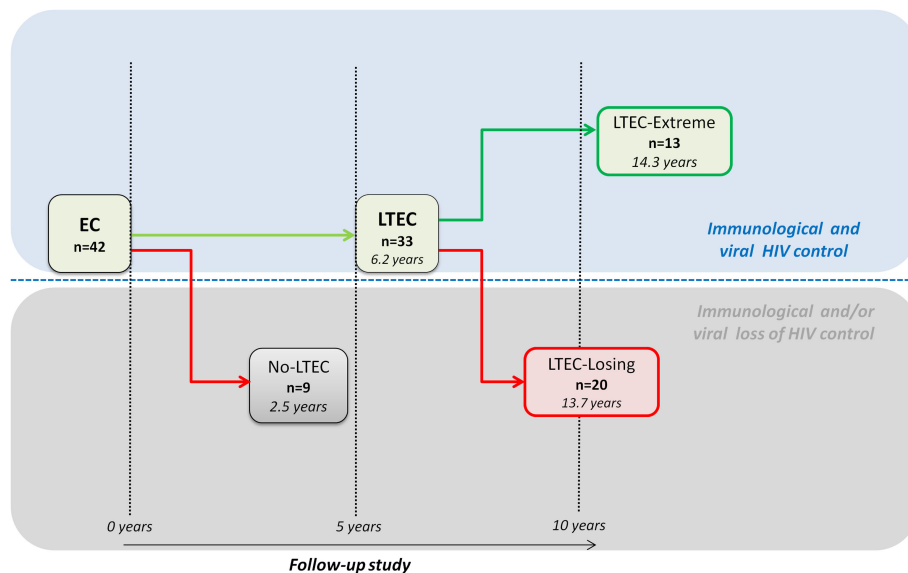 LTEC-Extreme
n=13
14.3 years
EC
n=42
LTEC
n=33
6.2 years
Immunological and
viral HIV control
Immunological and/or
viral loss of HIV control
No-LTEC
n=9
2.5 years
LTEC-Losing
n=20
13.7 years
0 years
5 years
10 years
Follow-up study